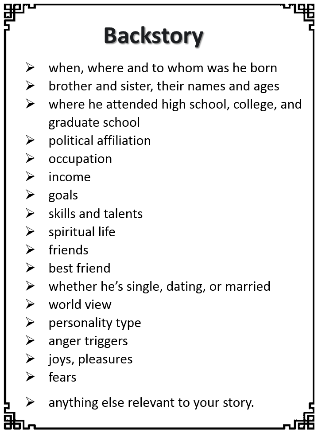 Backstory
➢ when, where and to whom was he born
➢ brother and sister, their names and ages
➢ where he attended high school, college, and
graduate school
➢ political affiliation
➢ occupation
➢ income
➢ goals
➢ skills and talents
➢ spiritual life
➢ friends
➢ best friend
➢ whether he’s single, dating, or married
➢ world view
➢ personality type
➢ anger triggers
➢ joys, pleasures
➢ fears
➢ anything else relevant to your story.